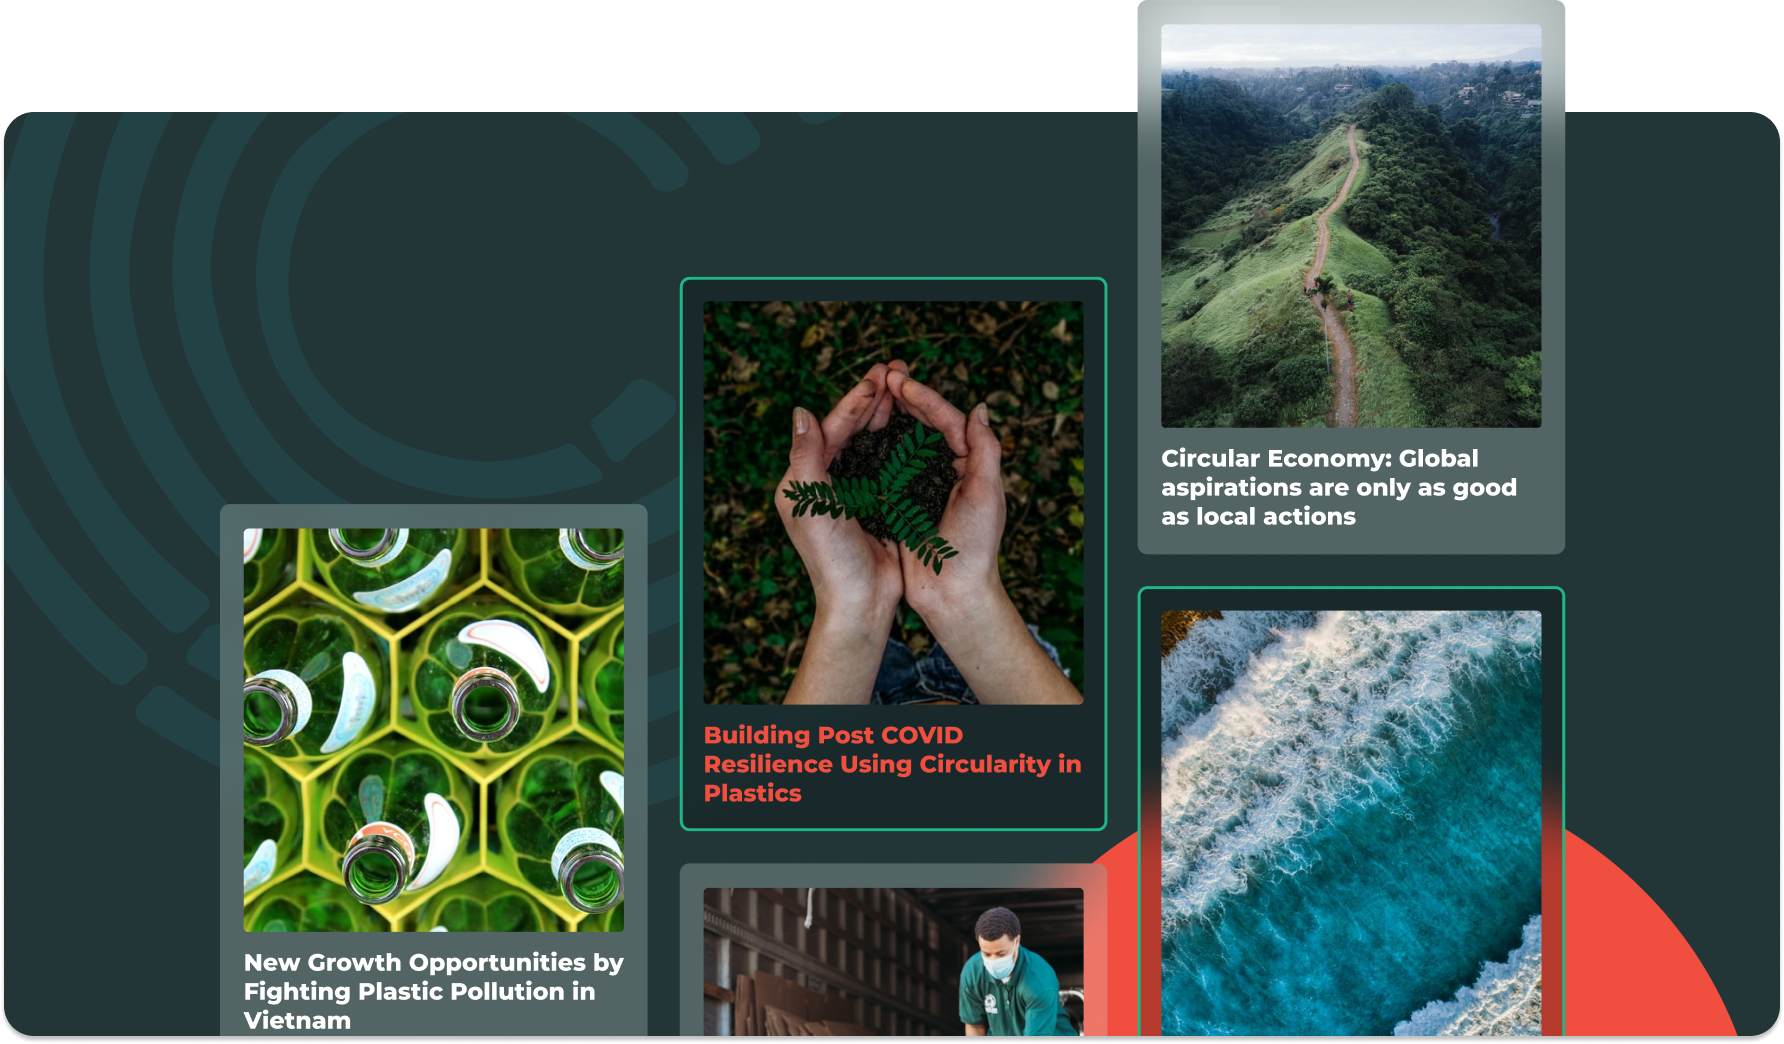 Circular Economy: Global
aspirations are only as good
as local actions
Building Post COVID
Resilience Using Circularity in
Plastics
New Growth Opportunities by
Fighting Plastic Pollution in
Vietnam